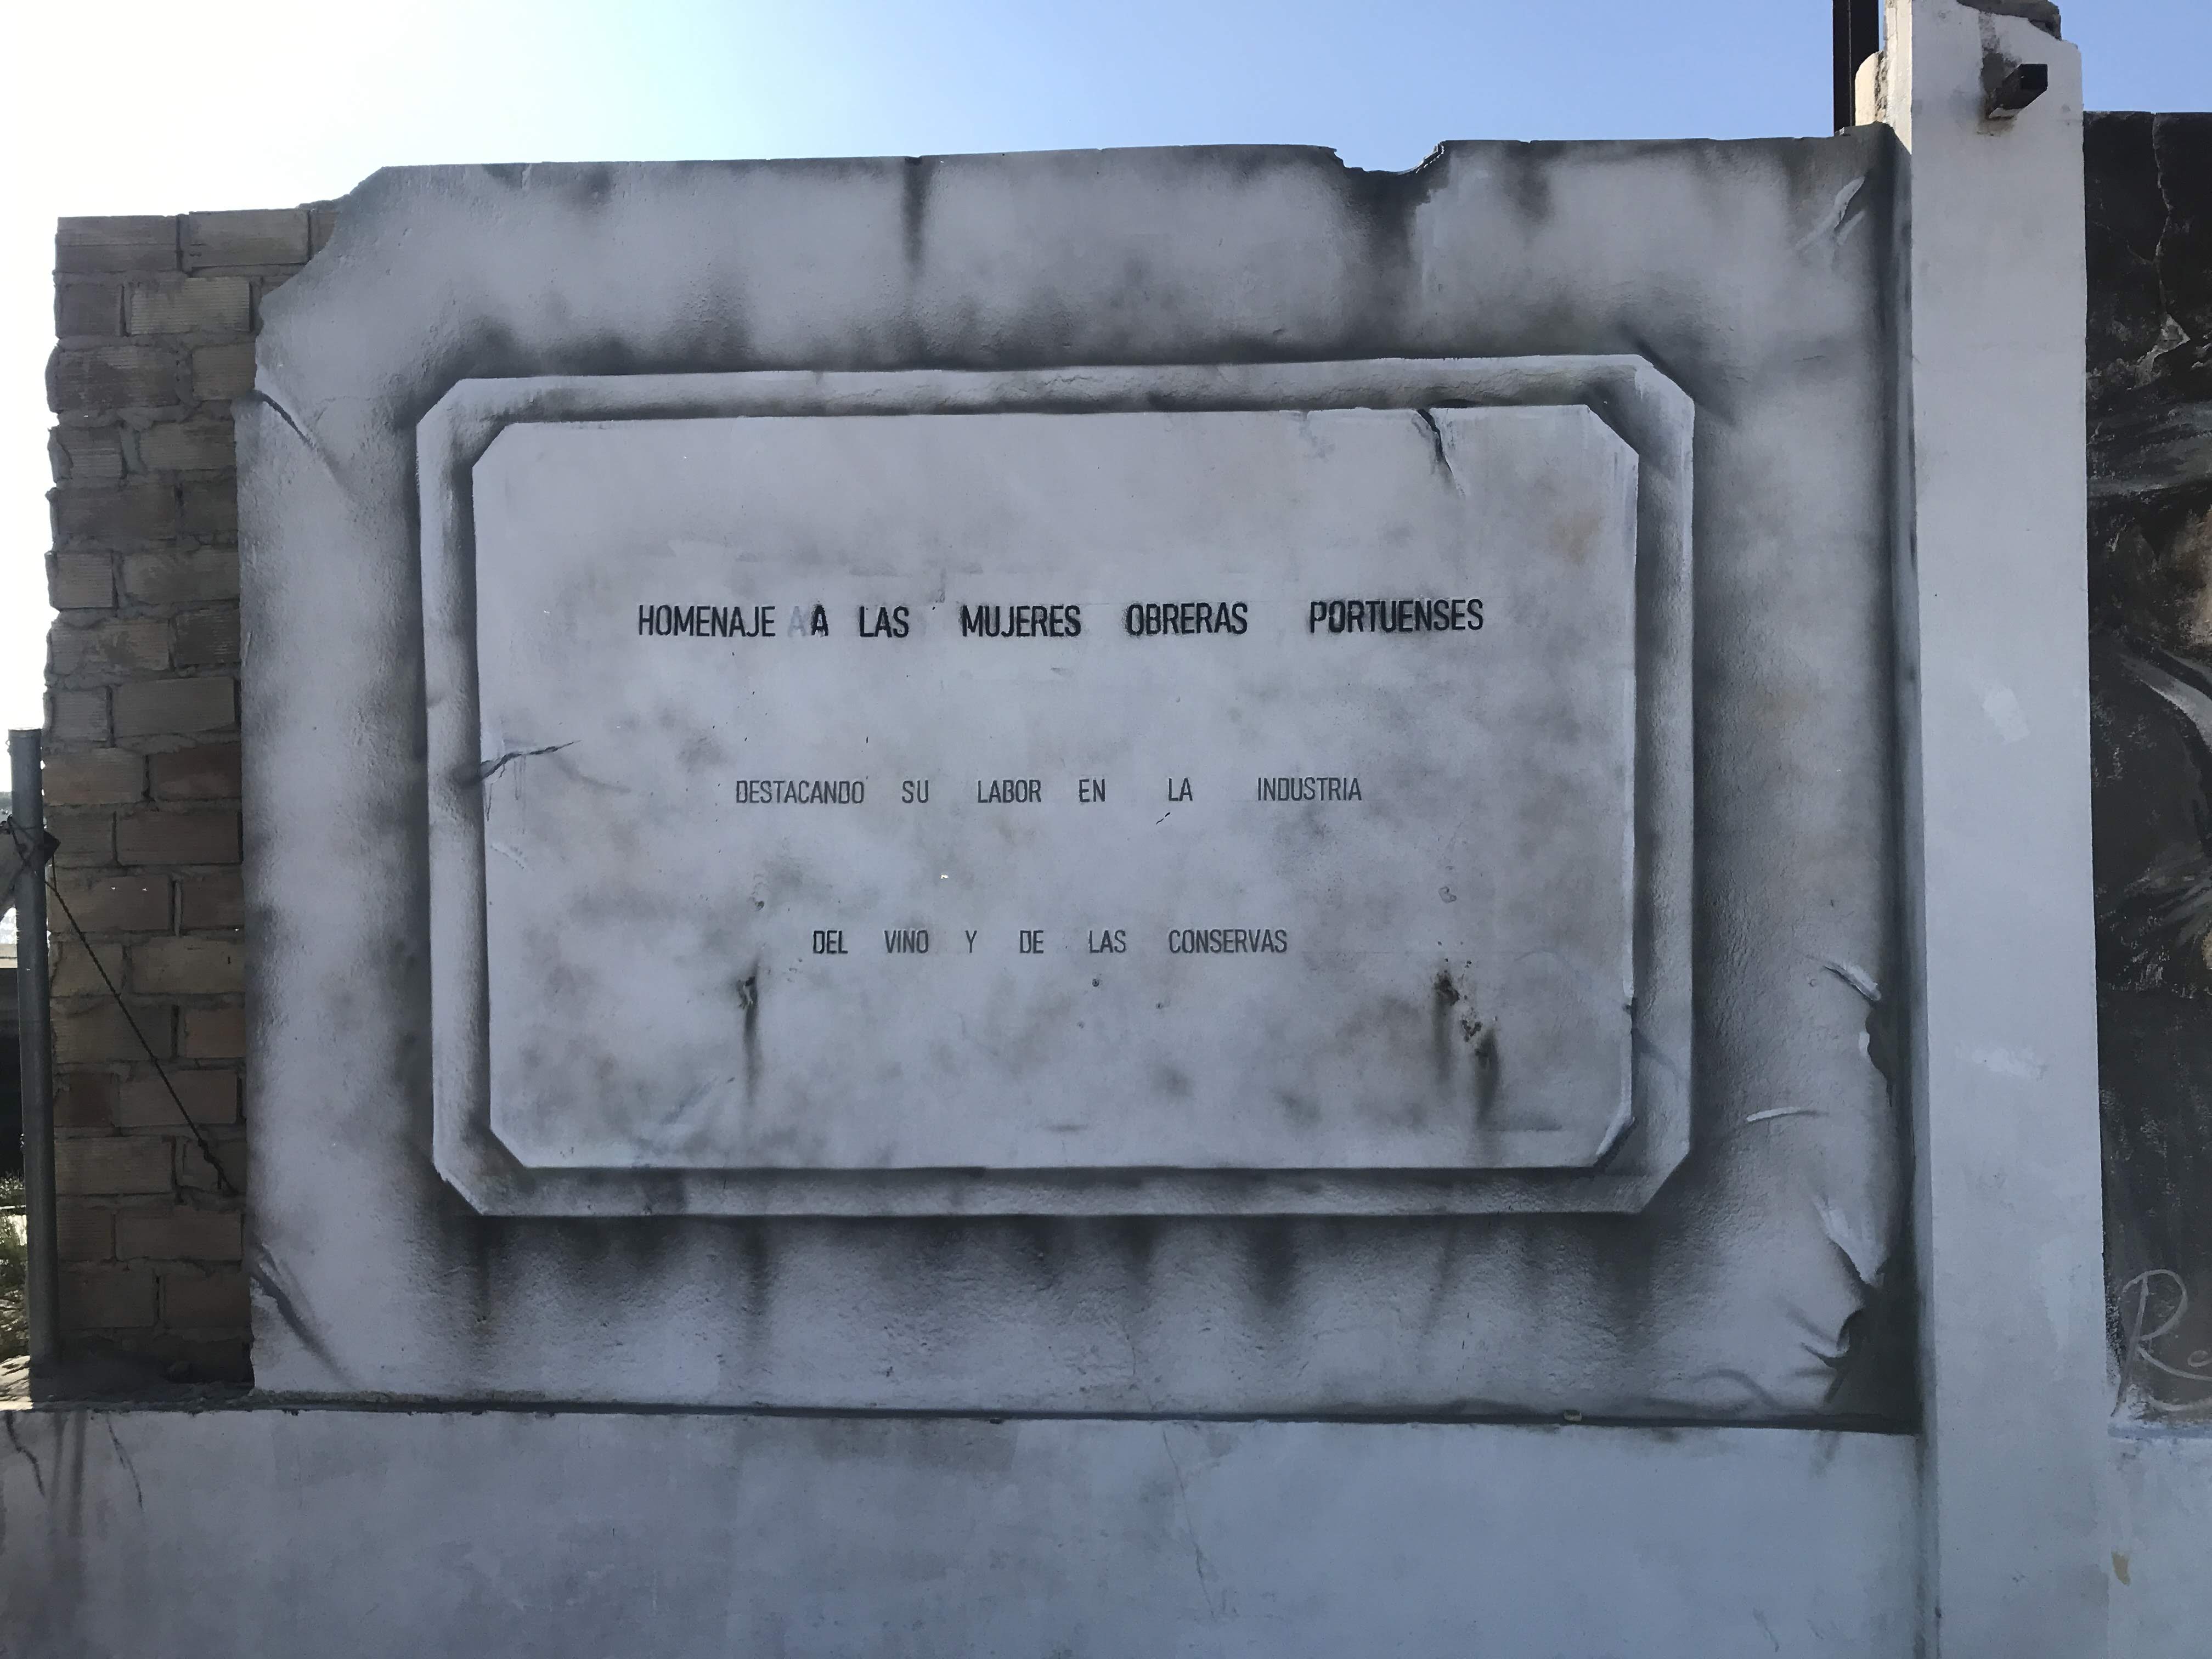 HOMENAJE A LAS MUJERES OBRERAS PORTUENSES
DESTACANDO SU LABOR EN LA INDUSTRIA
DEL VINO Y DE LAS CONSERVAS